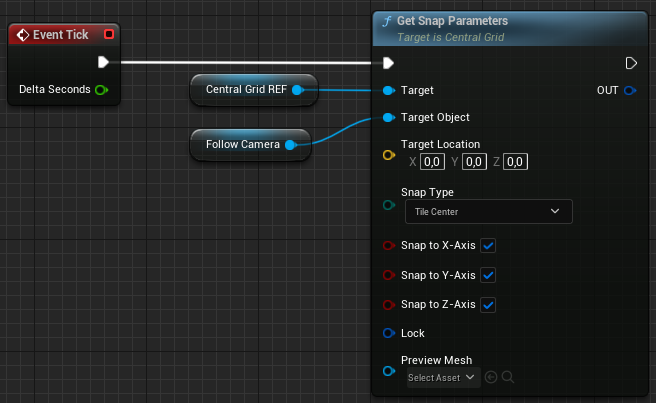 Event Tick
Delta Seconds
Central Grid REF
Follow Camera
f Get Snap Parameters
Target is Central Grid
Target
OUT
Target Object
Target Location
X 0,0 Y 0,0 Z 0,0
Snap Type
Tile Center
Snap to X-Axis
Snap to Y-Axis
Snap to Z-Axis
Lock
Preview Mesh
Select Asset